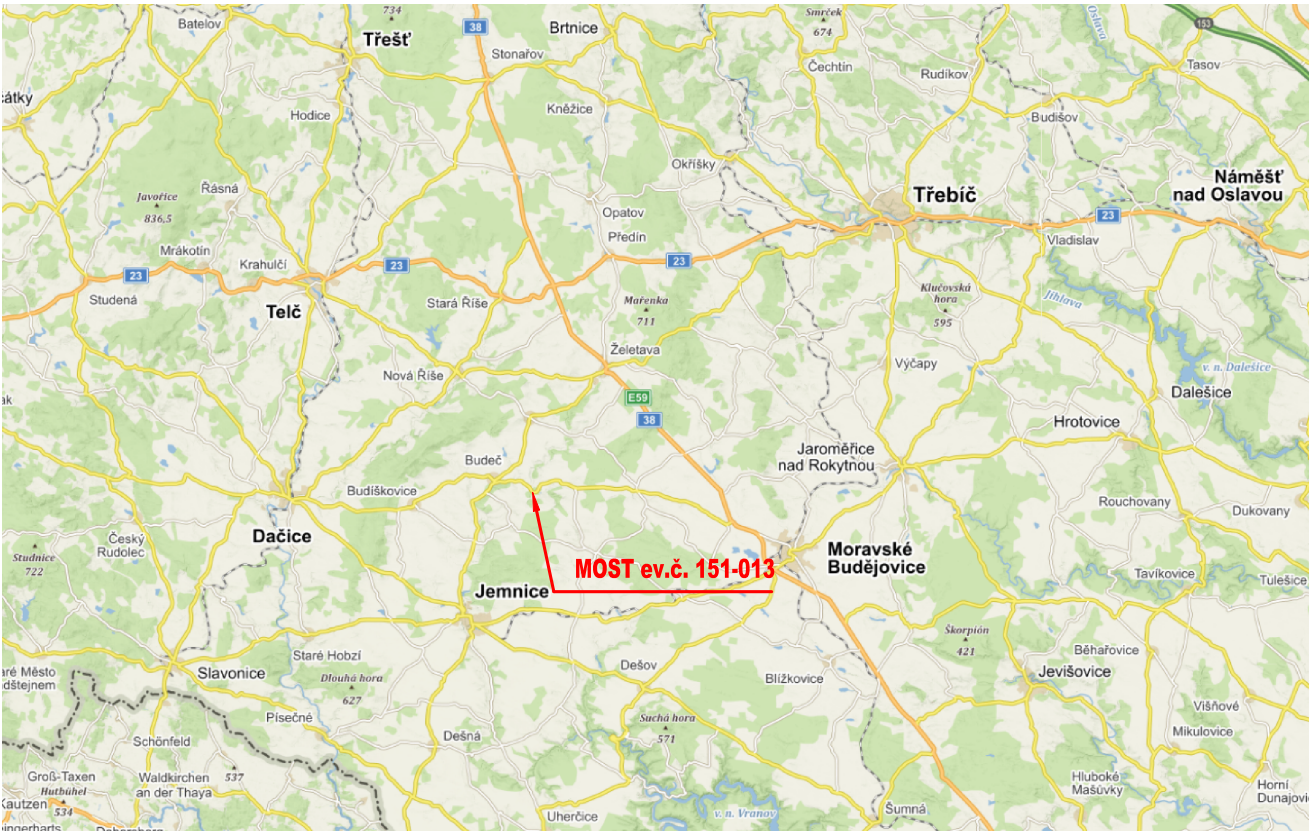 734
Batelov
Třešť
38
Brtnice
Smrček
674
Oslava
153
Stonařov
Čechtín
Rudíkov
Tasov
Hodice
Kněžice
Budišov
Okříšky
Řásná
Javořice
836,5
Opatov
Třebíč
Náměšť
nad Oslavou
Předín
23
Vladislav
Mrákotín
Krahulčí
23
23
23
Studená
Telč
Stará Říše
Mařenka
711
Klučovská
hora
595
Jihlava
Želetava
Nová Říše
Výčapy
v. n. Dalešice
Dalešice
E59
38
Hrotovice
Jaroměřice
nad Rokytnou
Budeč
Budíškovice
Rouchovany
Dukovany
Dačice
Český
Rudolec
Studnice
722
Moravské
Budějovice
MOST ev.č. 151-013
Jemnice
Tavíkovice
Tulešice
Škorpión
421
Běhařovice
Staré Hobzí
Slavonice
Dlouhá hora
627
Dešov
Blížkovice
Jevišovice
Písečné
Suchá hora
571
Višňové
Mikulovice
Dešná
Schönfeld
Groß-Taxen
Hutbühel
534
Waldkirchen
an der Thaya
537
Hluboké
Mašůvky
Horní
Uherčice
v. n. Vranov
Šumná